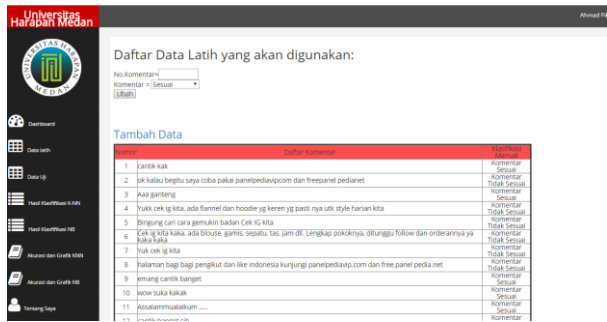 Universitas
Harapan Medan
Ahmad
UNIVERSITAS HARAPAN
MEDAN
Daftar Data Latih yang akan digunakan:
No.Komentar=
Komentar = Sesuai
Ubah
Dashboard
Data latih
Data Uji
Hasil Klasifikasi K-NN
Hasil Klasifikasi NB
Akurasi dan Grafik KNN
Akurasi dan Grafik NB
Tentang Saya
Tambah Data
Nomor Daftar Komentar Klasifikasi Manual
1 cantik kak Komentar Sesuai
2 ok kalau begitu saya coba pakai panelpediavipcom dan freepanel pedianet Komentar Tidak Sesuai
3 Aaa ganteng Komentar Sesuai
4 Yukk cek ig kita, ada flannel dan hoodie yg keren yg pasti nya utk style harian kita Komentar Tidak Sesuai
5 Bingung cari cara gemukin badan Cek IG kita Komentar Tidak Sesuai
6 Cek ig kita kaka, ada blouse, gamis, sepatu, tas, jam dll. Lengkap pokoknya, ditunggu follow dan orderannya ya kaka kaka Komentar Tidak Sesuai
7 Yuk cek ig kita Komentar Tidak Sesuai
8 halaman bagi bagi pengikut dan like indonesia kunjungi panelpediavip.com dan free.panel pedia.net Komentar Tidak Sesuai
9 emang cantik banget Komentar Sesuai
10 wow suka kakak Komentar Sesuai
11 Assalammualaikum ..... Komentar Sesuai
12 cantik banget sih Komentar